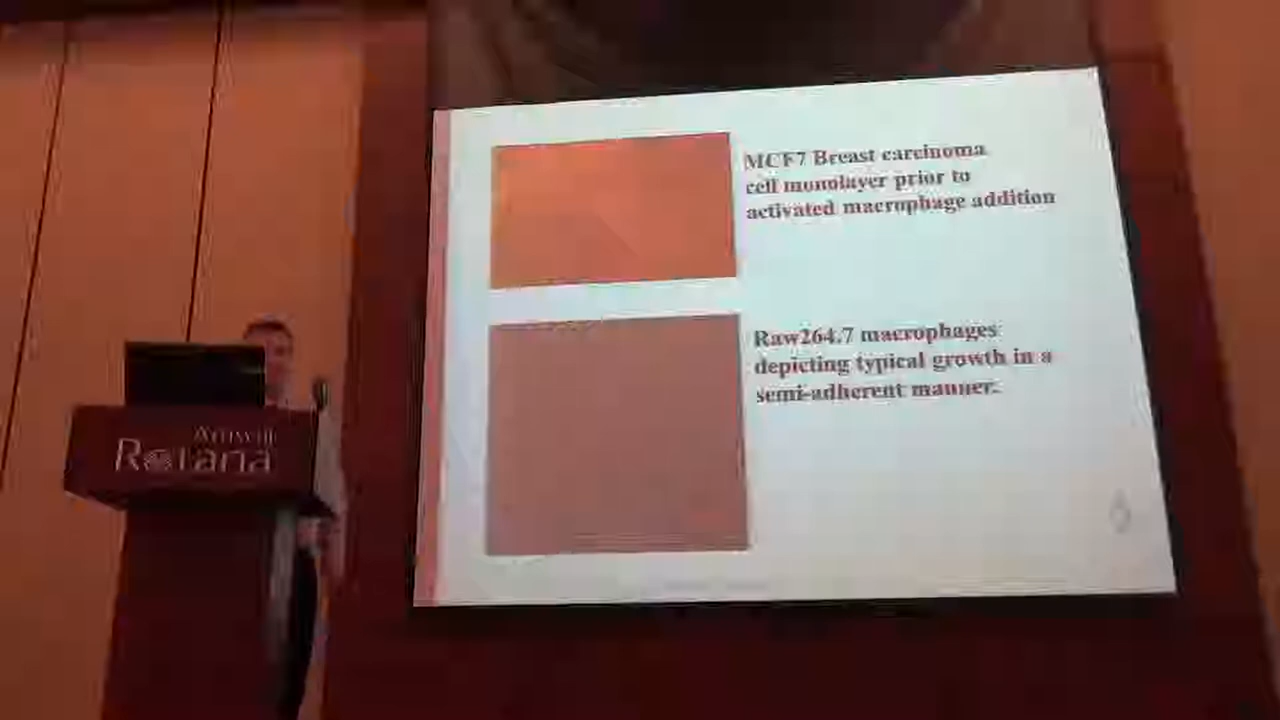 MCF7 Breast carcinoma
cell monolayer prior to
activated macrophage addition
Raw264.7 macrophages
depicting typical growth in a
semi-adherent manner.
Amwaj
Rotana